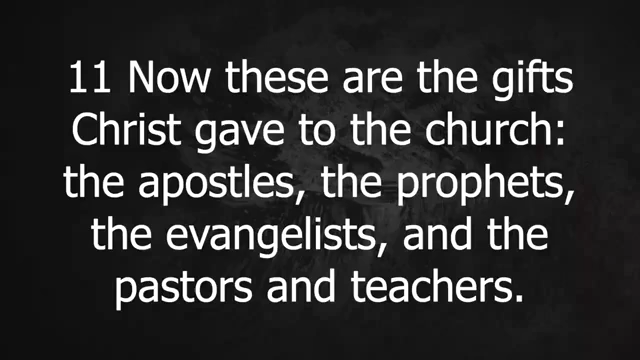 11 Now these are the gifts
Christ gave to the church:
the apostles, the prophets,
the evangelists, and the
pastors and teachers.